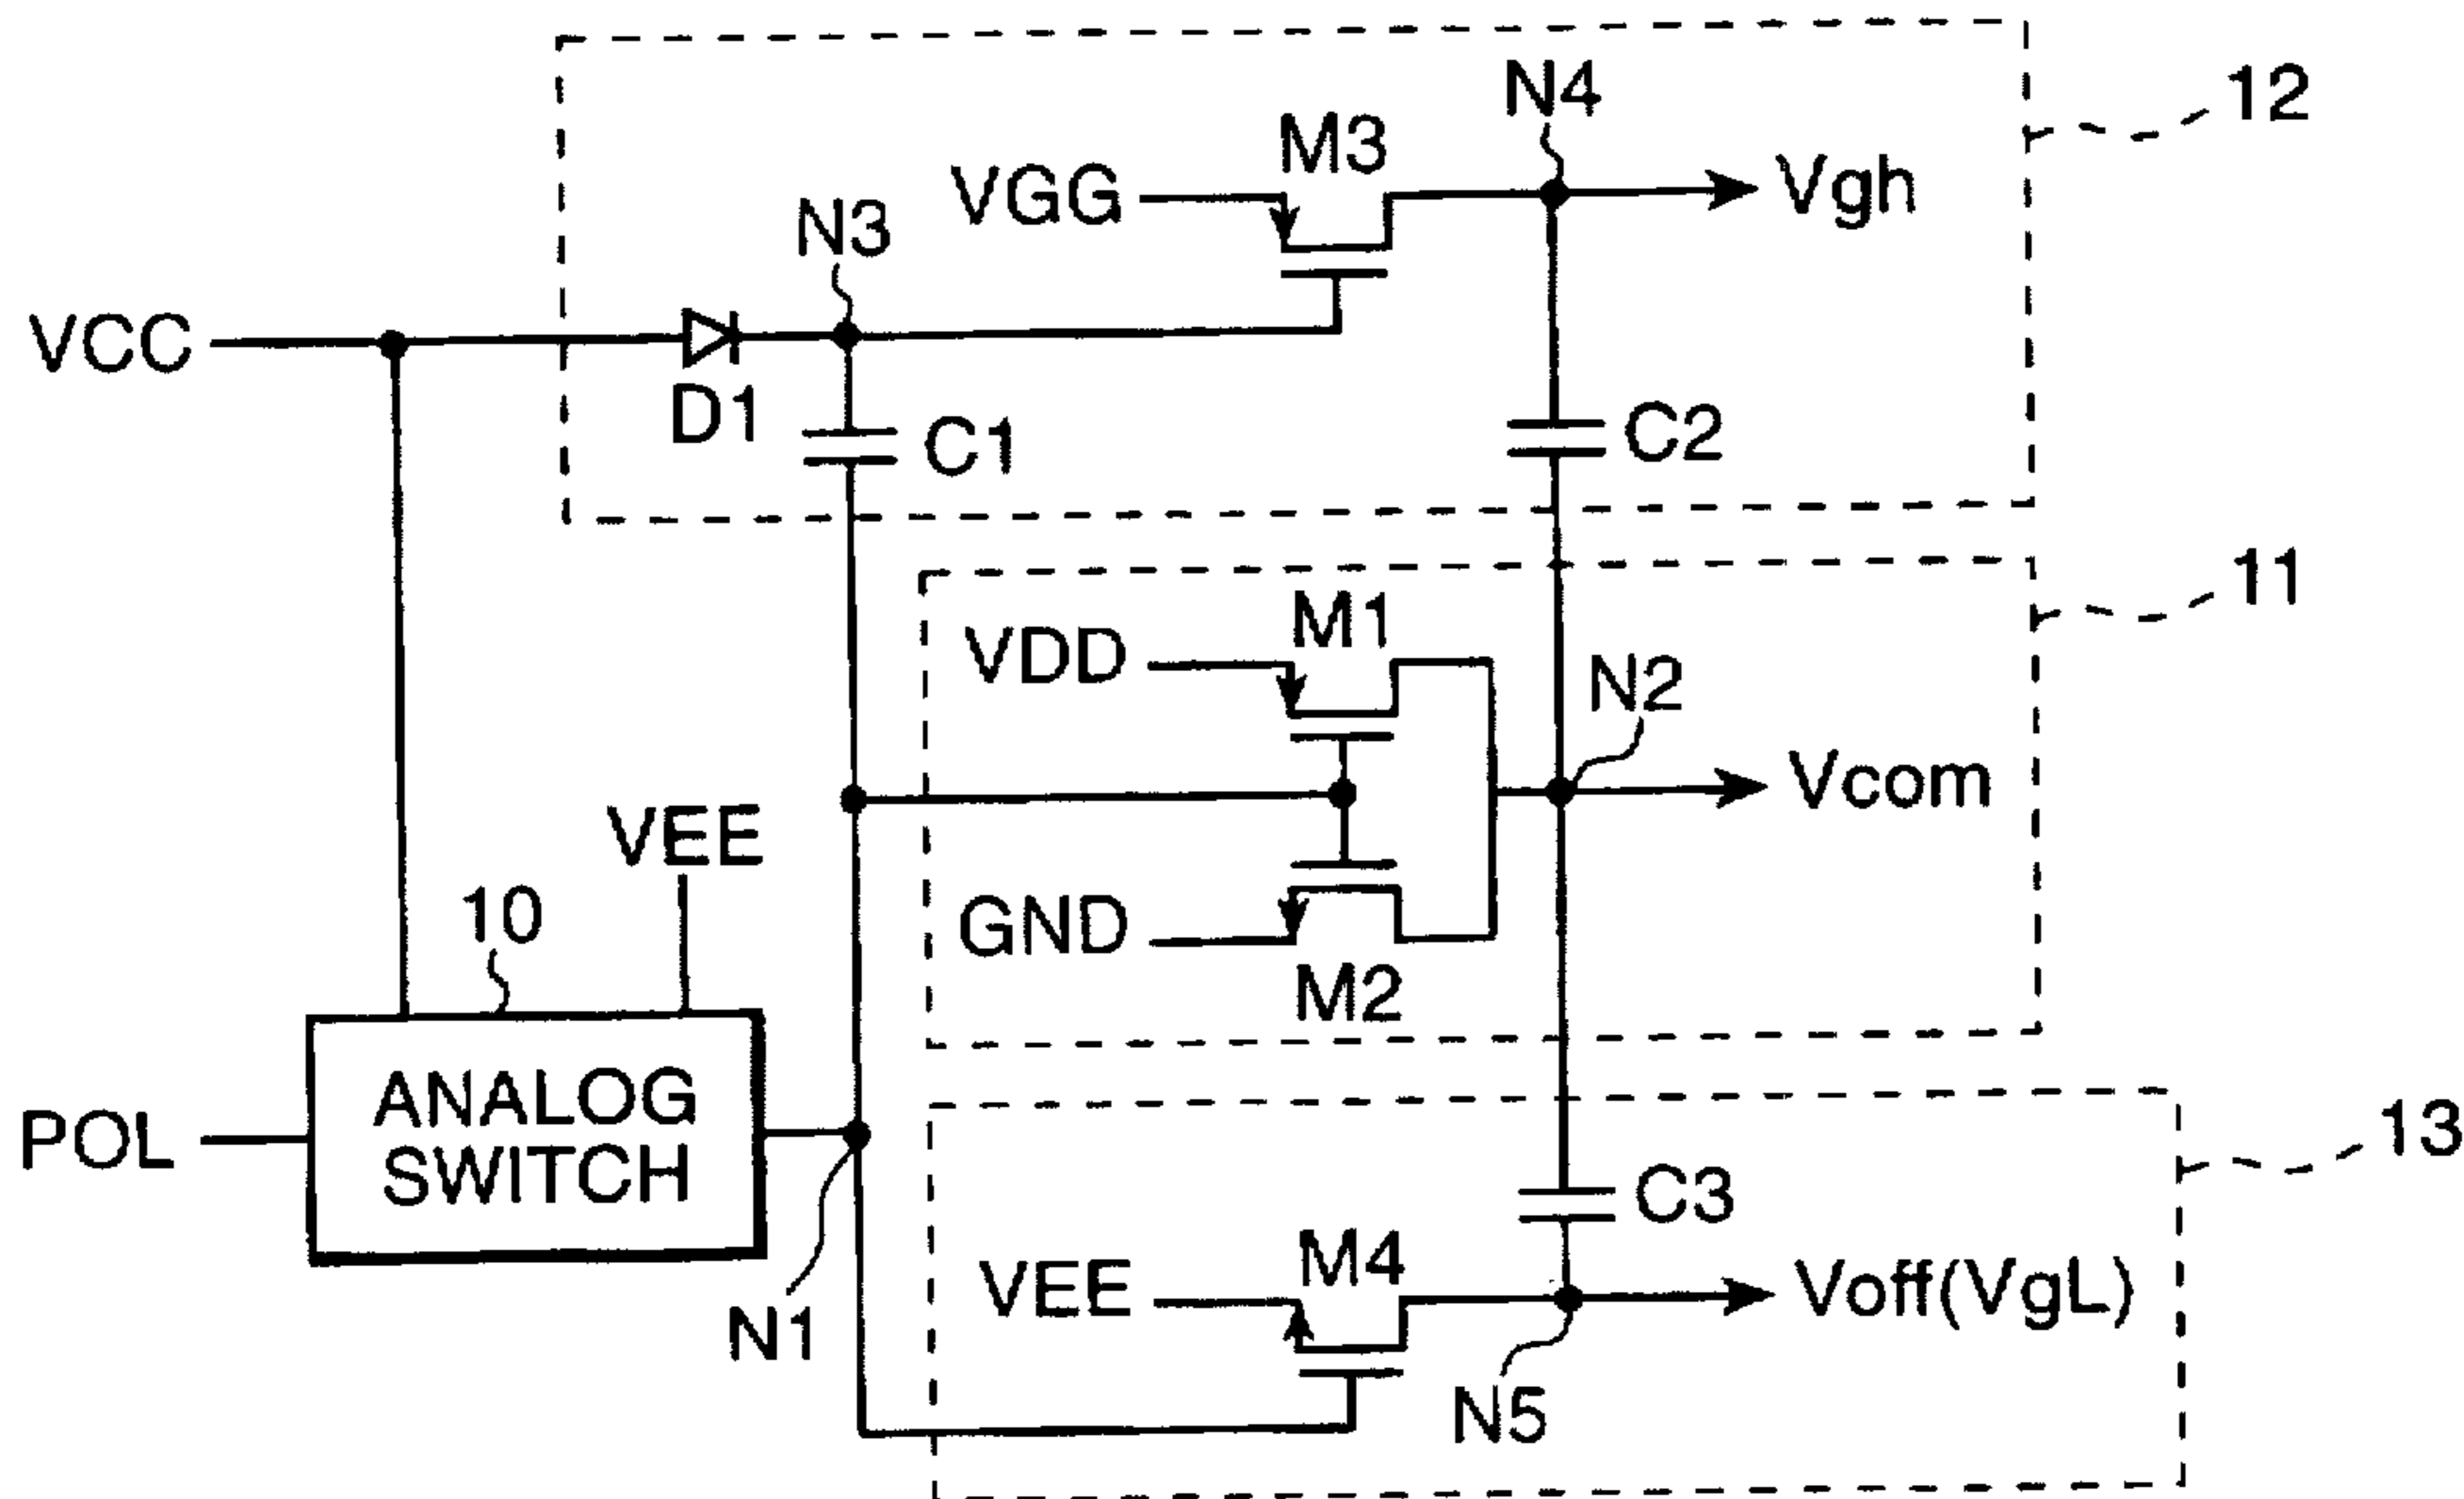 12
N4
M3
VGG
Vgh
N3
VCC
D1
C1
C2
11
M1
VDD
N2
Vcom
VEE
10
GND
M2
ANALOG
SWITCH
POL
13
C3
M4
VEE
Voff(VgL)
N1
N5